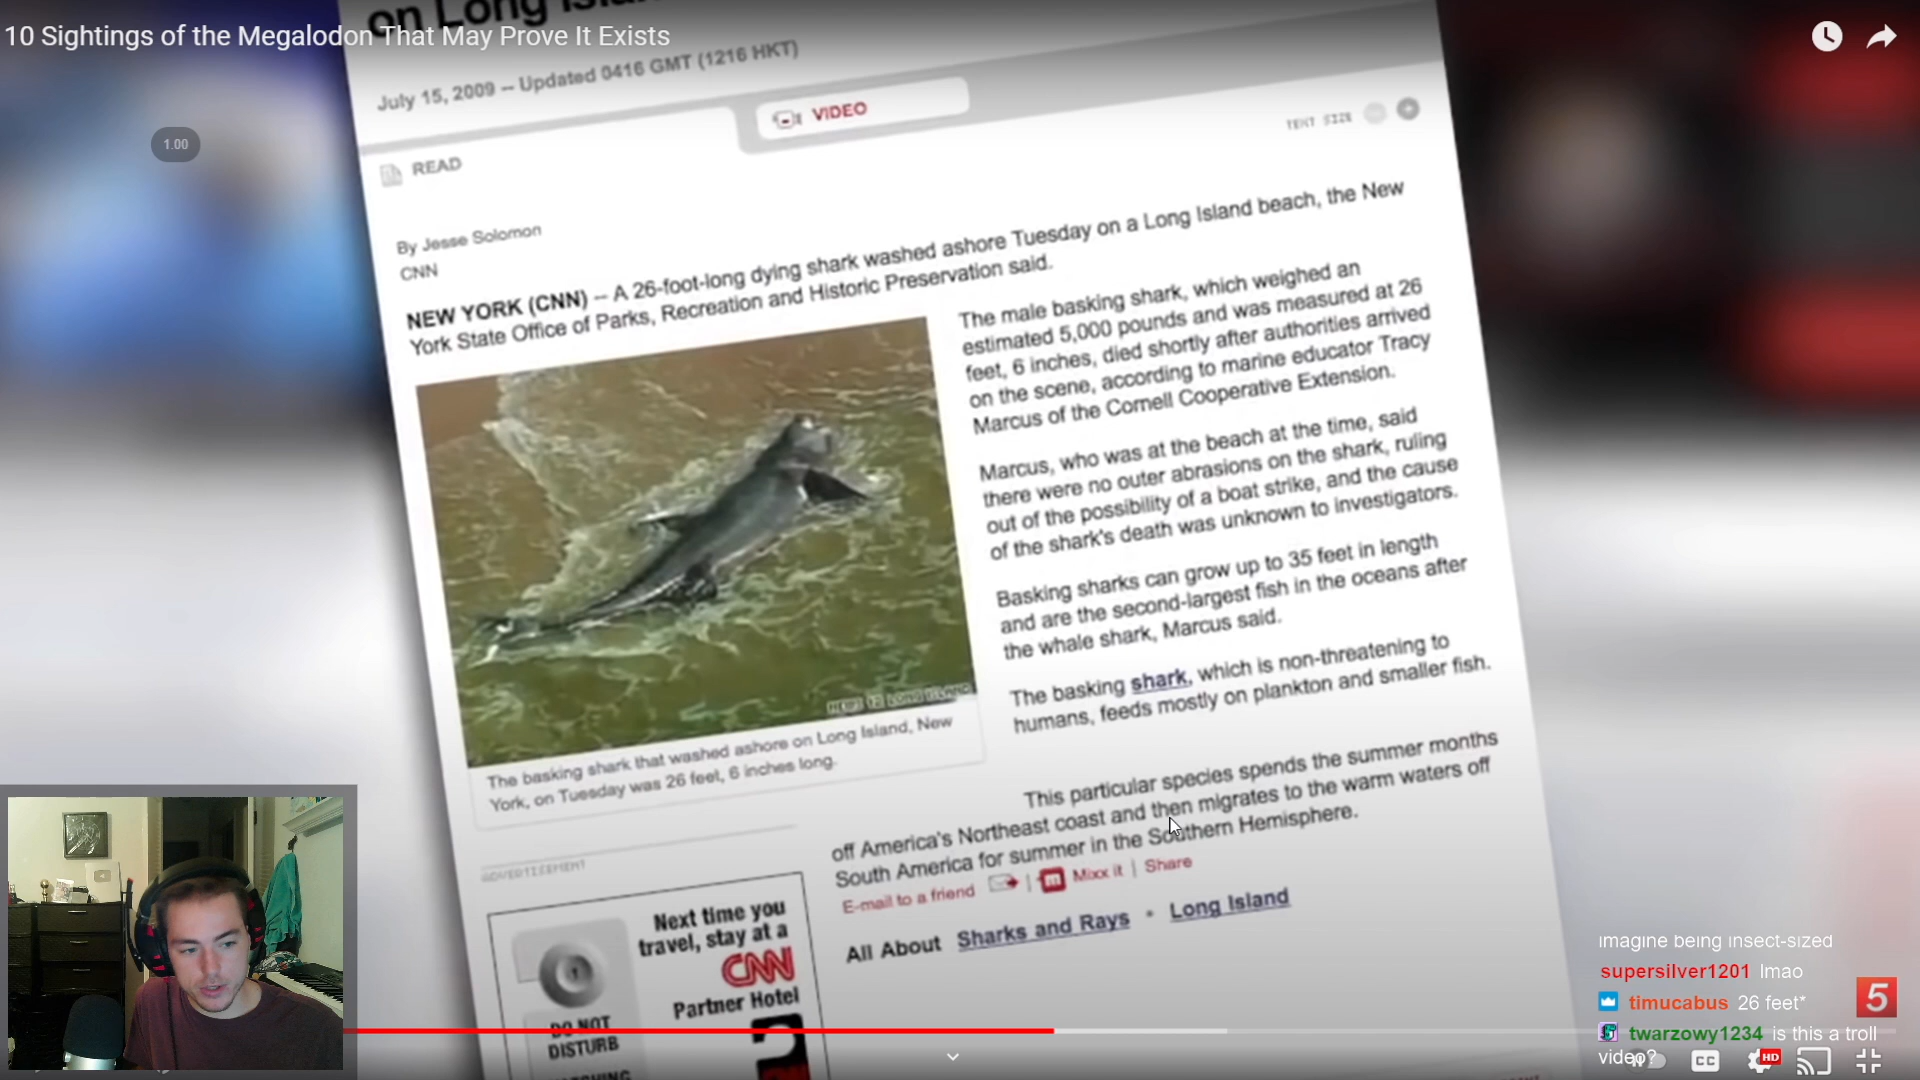 on Long
10 Sightings of the Megalodon That May Prove It Exists
July 15, 2009 -- Updated 0416 GMT (1216 HKT)
VIDEO
TEXT SIZE
1.00
READ
By Jesse Solomon
CNN
NEW YORK (CNN) -- A 26-foot-long dying shark washed ashore Tuesday on a Long Island beach, the New
York State Office of Parks, Recreation and Historic Preservation said.
The male basking shark, which weighed an
estimated 5,000 pounds and was measured at 26
feet, 6 inches, died shortly after authorities arrived
on the scene, according to marine educator Tracy
Marcus of the Cornell Cooperative Extension.
Marcus, who was at the beach at the time, said
there were no outer abrasions on the shark, ruling
out of the possibility of a boat strike, and the cause
of the shark's death was unknown to investigators.
Basking sharks can grow up to 35 feet in length
and are the second-largest fish in the oceans after
the whale shark, Marcus said.
The basking shark, which is non-threatening to
humans, feeds mostly on plankton and smaller fish.
NEWS 12 LONG ISLAND
The basking shark that washed ashore on Long Island, New
York, on Tuesday was 26 feet, 6 inches long.
This particular species spends the summer months
off America's Northeast coast and then migrates to the warm waters off
South America for summer in the Southern Hemisphere.
E-mail to a friend | Mixx it | Share
All About Sharks and Rays • Long Island
ADVERTISEMENT
Next time you
travel, stay at a
CNN
Partner Hotel
DO NOT
DISTURB
imagine being insect-sized
supersilver1201 lmao
timucabus 26 feet*
5
twarzowy1234 is this a troll
video?
CC
HD